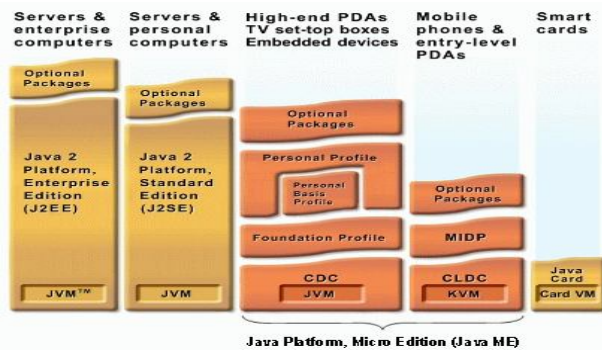 Servers &
enterprise
computers
Optional
Packages
Java 2
Platform,
Enterprise
Edition
(J2EE)
JVM™
Servers &
personal
computers
Optional
Packages
Java 2
Platform,
Standard
Edition
(J2SE)
JVM
High-end PDAs
TV set-top boxes
Embedded devices
Optional
Packages
Personal Profile
Personal
Basis
Profile
Foundation Profile
CDC
JVM
Mobile
phones &
entry-level
PDAs
Optional
Packages
MIDP
CLDC
KVM
Smart
cards
Java
Card
Card VM
Java Platform, Micro Edition (Java ME)